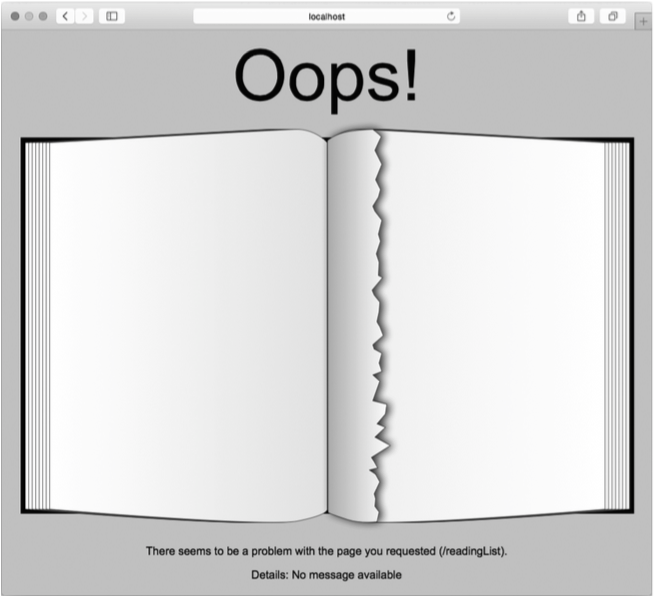 localhost
Oops!
There seems to be a problem with the page you requested (/readingList).
Details: No message available